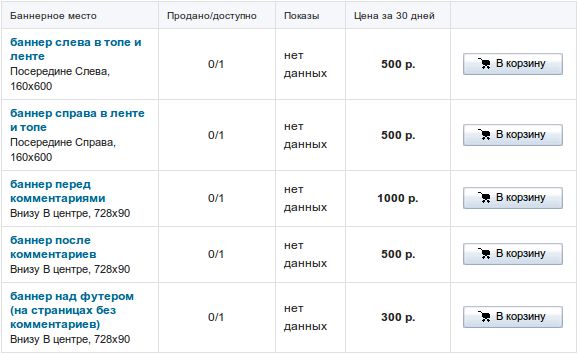 Баннерное место Продано/доступно Показы Цена за 30 дней
баннер слева в топе и
ленте
Посередине Слева,
160x600
0/1
нет
данных
500 р.
В корзину
баннер справа в ленте
и топе
Посередине Справа,
160x600
0/1
нет
данных
500 р.
В корзину
баннер перед
комментариями
Внизу В центре, 728x90
0/1
нет
данных
1000 р.
В корзину
баннер после
комментариев
Внизу В центре, 728x90
0/1
нет
данных
500 р.
В корзину
баннер над футером
(на страницах без
комментариев)
Внизу В центре, 728x90
0/1
нет
данных
300 р.
В корзину